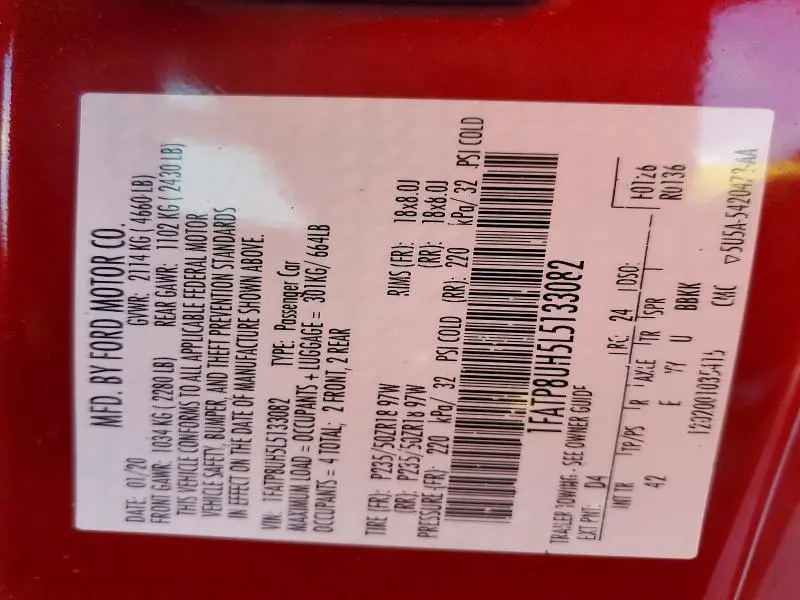 MFD. BY FORD MOTOR CO.
DATE: 01/20 GVWR: 2114 KG ( 4660 LB)
FRONT GAWR: 1034 KG ( 2280 LB) REAR GAWR: 1102 KG ( 2430 LB)
THIS VEHICLE CONFORMS TO ALL APPLICABLE FEDERAL MOTOR
VEHICLE SAFETY, BUMPER, AND THEFT PREVENTION STANDARDS
IN EFFECT ON THE DATE OF MANUFACTURE SHOWN ABOVE.
VIN: 1FATP8UH5L5133082 TYPE: Passenger Car
MAXIMUM LOAD = OCCUPANTS + LUGGAGE = 301KG/ 664LB
OCCUPANTS = 4 TOTAL; 2 FRONT, 2 REAR
TIRE (FR): P235/50ZR18 97W RIMS (FR): 18x8.0J
(RR): P235/50ZR18 97W (RR): 18x8.0J
PRESSURE (FR): 220 kPa/ 32 PSI COLD (RR): 220 kPa/ 32 PSI COLD
1FATP8UH5L5133082
TRAILER TOWING - SEE OWNER GUIDE
EXT PNT: D4 RC: 24 DSO: F0126
R0136
INT TR TP/PS R AXLE TR SPR
42 E YZ U BBKK
CMC 5U5A-5420472-AA